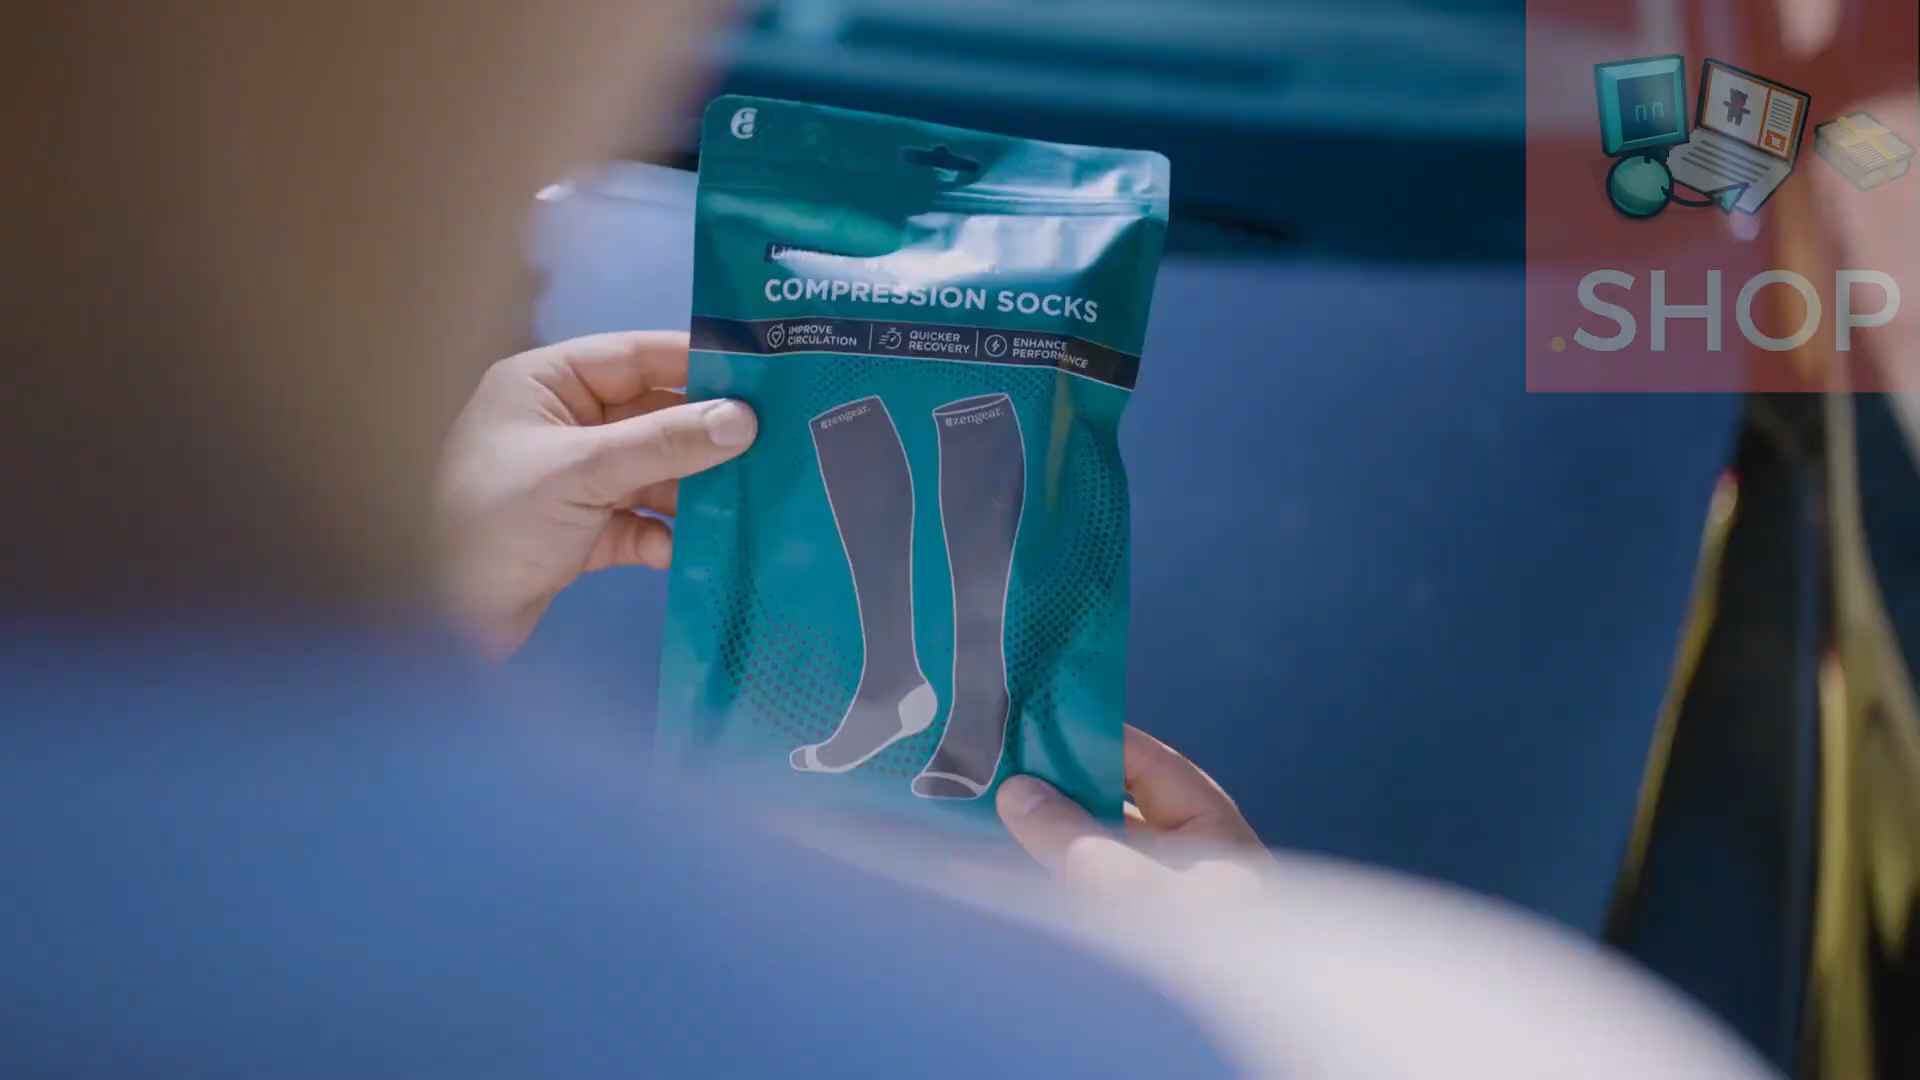 COMPRESSION SOCKS
IMPROVE
CIRCULATION
QUICKER
RECOVERY
ENHANCE
PERFORMANCE
zengear.
zengear.
.SHOP